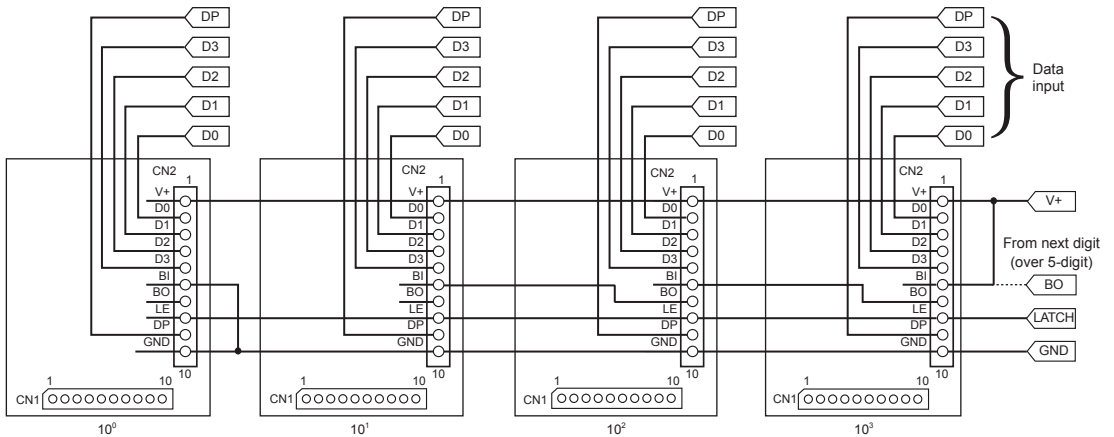 DP DP DP DP
D3 D3 D3 D3
D2 D2 D2 D2
Data
input
D1 D1 D1 D1
D0 D0 D0 D0
CN2 CN2 CN2 CN2
1 1 1 1
V+ V+ V+ V+ V+
D0 D0 D0 D0
D1 D1 D1 D1
D2 D2 D2 D2
From next digit
(over 5-digit)
D3 D3 D3 D3
BI BI BI BI
BO
BO BO BO BO
LE LE LE LE
LATCH
DP DP DP DP
GND GND GND GND GND
10 10 10 10
1 10 1 10 1 10 1 10
CN1 CN1 CN1 CN1
10⁰ 10¹ 10² 10³